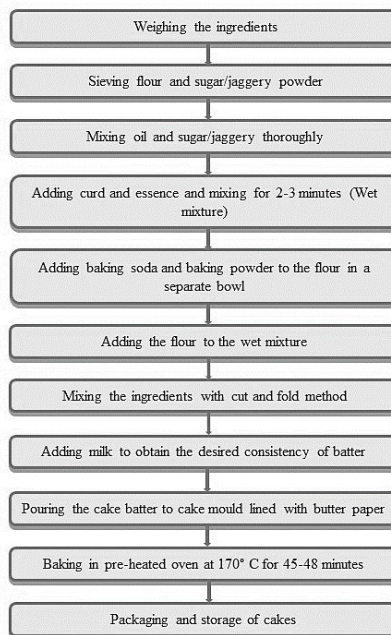 Weighing the ingredients
Sieving flour and sugar/jaggery powder
Mixing oil and sugar/jaggery thoroughly
Adding curd and essence and mixing for 2-3 minutes (Wet
mixture)
Adding baking soda and baking powder to the flour in a
separate bowl
Adding the flour to the wet mixture
Mixing the ingredients with cut and fold method
Adding milk to obtain the desired consistency of batter
Pouring the cake batter to cake mould lined with butter paper
Baking in pre-heated oven at 170° C for 45-48 minutes
Packaging and storage of cakes